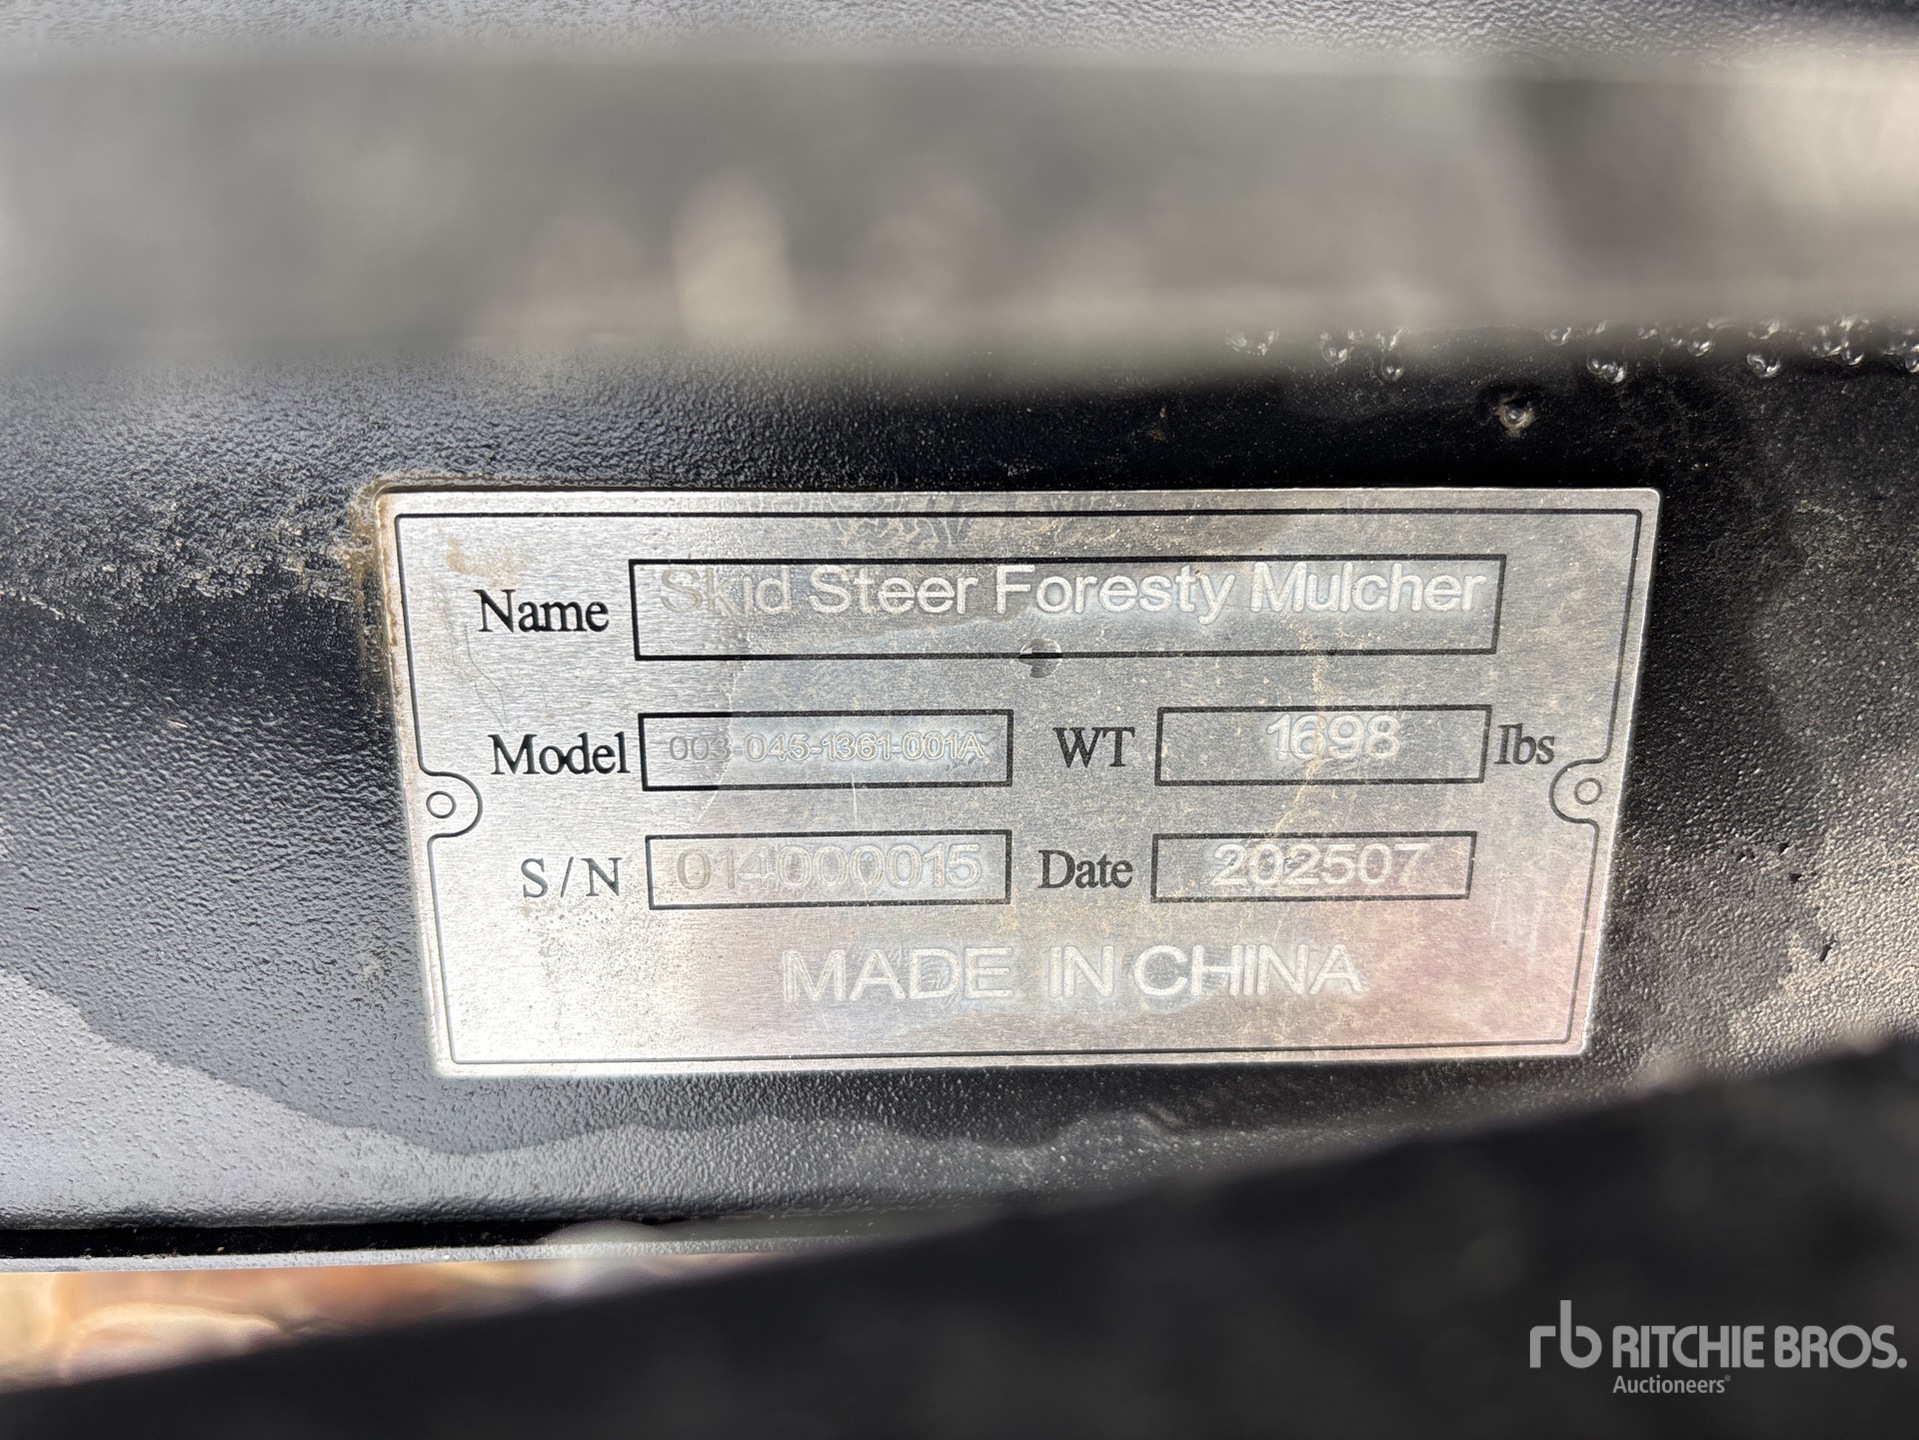 Name Skid Steer Foresty Mulcher
Model 003-045-1361-001A WT 1698 lbs
S/N 014000015 Date 202507
MADE IN CHINA
rb RITCHIE BROS.
Auctioneers®